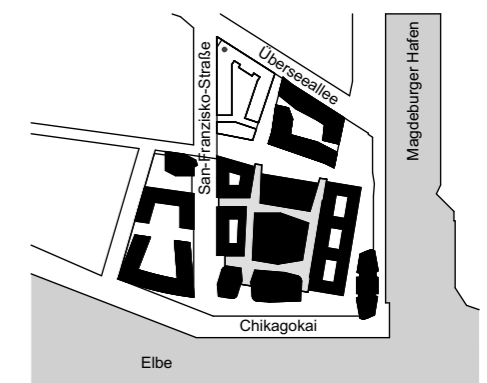 Überseeallee
Magdeburger Hafen
San-Franzisko-Straße
Chikagokai
Elbe